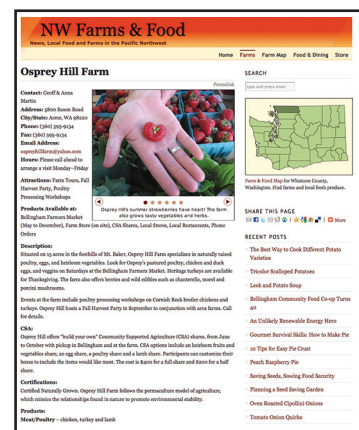 NW Farms & Food
News, Local Food and Farms in the Pacific Northwest
Home Farms Farm Map Food & Dining Store
Osprey Hill Farm
Permalink
Contact: Geoff & Anna
Martin
Address: 5800 Saxon Road
City/State: Acme, WA 98220
Phone: (360) 595-9134
Fax: (360) 595-9134
Email Address:
ospreyhillfarm@yahoo.com
Hours: Please call ahead to
arrange a visit Monday–Friday
Attractions: Farm Tours, Fall
Harvest Party, Poultry
Processing Workshops
Osprey Hill's summer strawberries have heart! The farm
also grows tasty vegetables and herbs.
Products Available at:
Bellingham Farmers Market
(May to December), Farm Store (on site), CSA Shares, Local Stores, Local Restaurants, Phone
Orders
Description:
Situated on 15 acres in the foothills of Mt. Baker, Osprey Hill Farm specializes in naturally raised
poultry, eggs, and heirloom vegetables. Look for Osprey's pastured poultry, chicken and duck
eggs, and veggies on Saturdays at the Bellingham Farmers Market. Heritage turkeys are available
for Thanksgiving. The farm also offers berries and wild edibles such as chanterelle, morel and
porcini mushrooms.
Events at the farm include poultry processing workshops on Cornish Rock broiler chickens and
turkeys. Osprey Hill hosts a Fall Harvest Party in September in conjunction with area farms. Call
for details.
CSA:
Osprey Hill offers "build your own" Community Supported Agriculture (CSA) shares, from June
to October with pickup in Bellingham and at the farm. CSA options include an heirloom fruits and
vegetables share, an egg share, a poultry share and a lamb share. Participants can customize their
boxes to include the items would like most. The cost is $400 for a full share and $200 for a half
share.
Certifications:
Certified Naturally Grown. Osprey Hill Farm follows the permaculture model of agriculture,
which mimics the relationships found in nature to promote environmental stability.
Products:
Meat/Poultry – chicken, turkey and lamb
SEARCH
type and press enter
Farms & Food Map for Whatcom County,
Washington. Find farms and local fresh produce.
SHARE THIS PAGE
More
RECENT POSTS
The Best Way to Cook Different Potato
Varieties
Tricolor Scalloped Potatoes
Leek and Potato Soup
Bellingham Community Food Co-op Turns
40
An Unlikely Renewable Energy Hero
Gourmet Survival Skills: How to Make Pie
10 Tips for Easy Pie Crust
Peach Raspberry Pie
Saving Seeds, Sowing Food Security
Planning a Seed Saving Garden
Oven Roasted Cipollini Onions
Tomato Onion Quiche